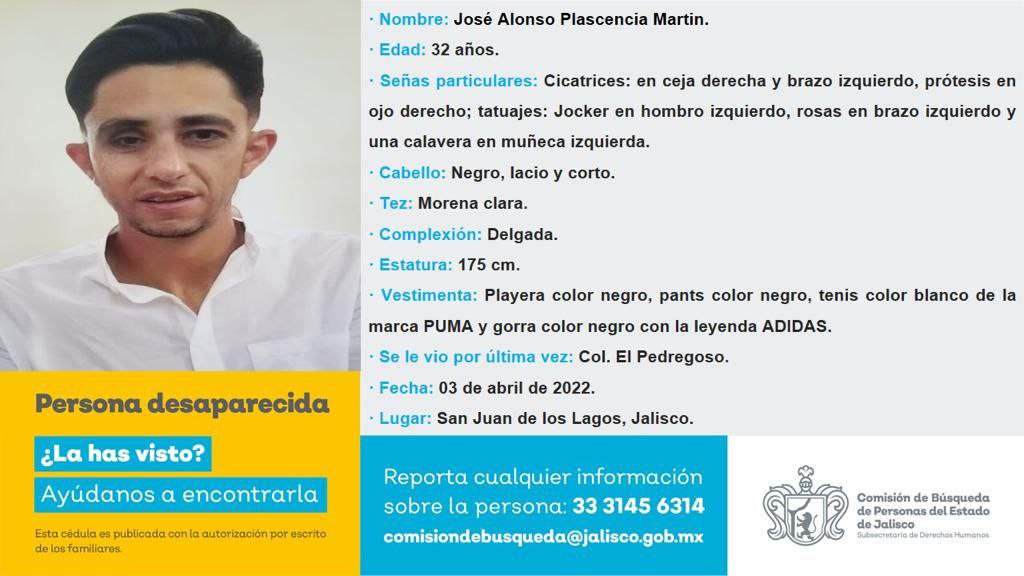 · Nombre: José Alonso Plascencia Martin.
· Edad: 32 años.
· Señas particulares: Cicatrices: en ceja derecha y brazo izquierdo, prótesis en
ojo derecho; tatuajes: Jocker en hombro izquierdo, rosas en brazo izquierdo y
una calavera en muñeca izquierda.
· Cabello: Negro, lacio y corto.
· Tez: Morena clara.
· Complexión: Delgada.
· Estatura: 175 cm.
· Vestimenta: Playera color negro, pants color negro, tenis color blanco de la
marca PUMA y gorra color negro con la leyenda ADIDAS.
· Se le vio por última vez: Col. El Pedregoso.
· Fecha: 03 de abril de 2022.
· Lugar: San Juan de los Lagos, Jalisco.
Persona desaparecida
¿La has visto?
Ayúdanos a encontrarla
Esta cédula es publicada con la autorización por escrito
de los familiares.
Reporta cualquier información
sobre la persona: 33 3145 6314
comisiondebusqueda@jalisco.gob.mx
Comisión de Búsqueda
de Personas del Estado
de Jalisco
Subsecretaría de Derechos Humanos